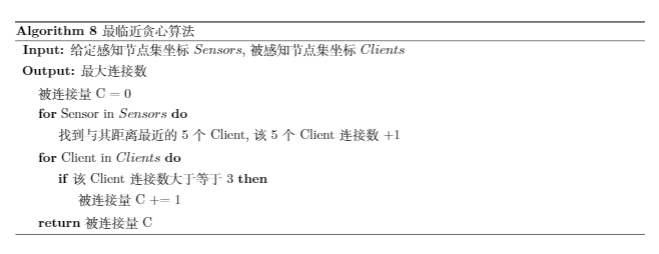 Algorithm 8 最临近贪心算法
Input: 给定感知节点集坐标 Sensors, 被感知节点集坐标 Clients
Output: 最大连接数
被连接量 C = 0
for Sensor in Sensors do
找到与其距离最近的 5 个 Client, 该 5 个 Client 连接数 +1
for Client in Clients do
if 该 Client 连接数大于等于 3 then
被连接量 C += 1
return 被连接量 C